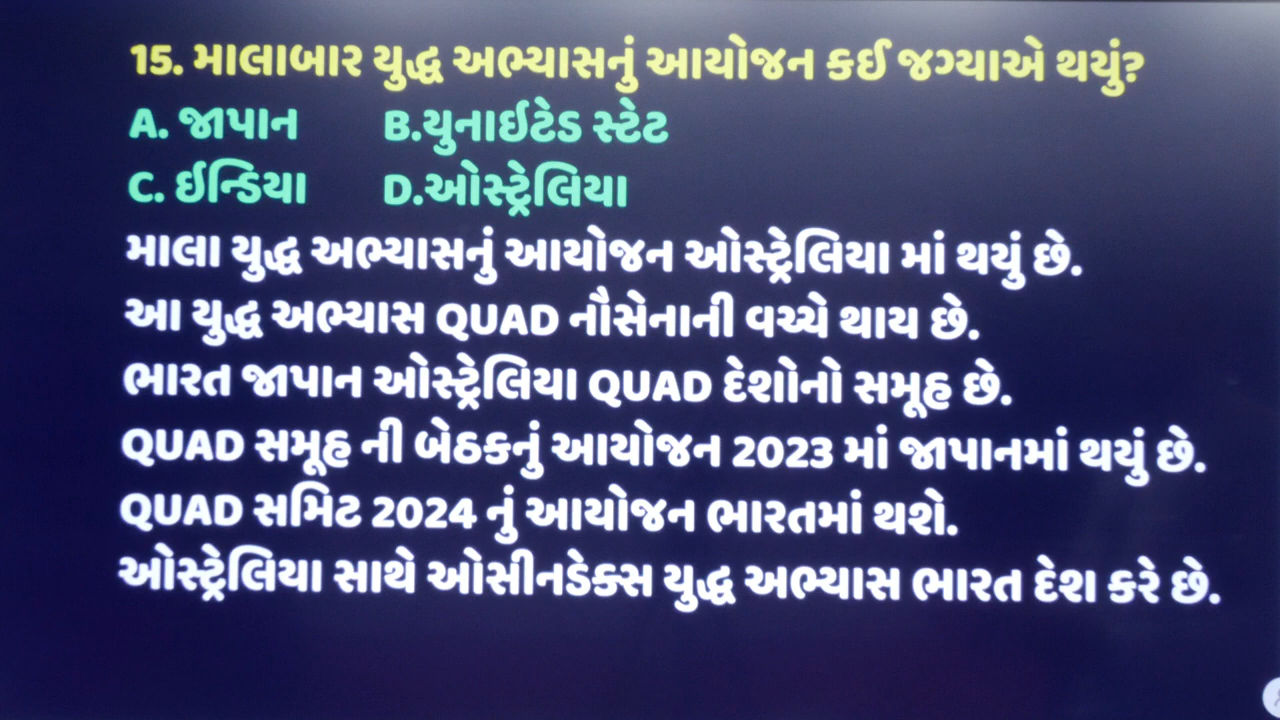 15. માલાબાર યુદ્ધ અભ્યાસનું આયોજન કઈ જગ્યાએ થયું?
A. જાપાન B.યુનાઇટેડ સ્ટેટ
C. ઈન્ડિયા D.ઓસ્ટ્રેલિયા
માલા યુદ્ધ અભ્યાસનું આયોજન ઓસ્ટ્રેલિયા માં થયું છે.
આ યુદ્ધ અભ્યાસ QUAD નૌસેનાની વચ્ચે થાય છે.
ભારત જાપાન ઓસ્ટ્રેલિયા QUAD દેશોનો સમૂહ છે.
QUAD સમૂહ ની બેઠકનું આયોજન 2023 માં જાપાનમાં થયું છે.
QUAD સમિટ 2024 નું આયોજન ભારતમાં થશે.
ઓસ્ટ્રેલિયા સાથે ઓસીનડેક્સ યુદ્ધ અભ્યાસ ભારત દેશ કરે છે.